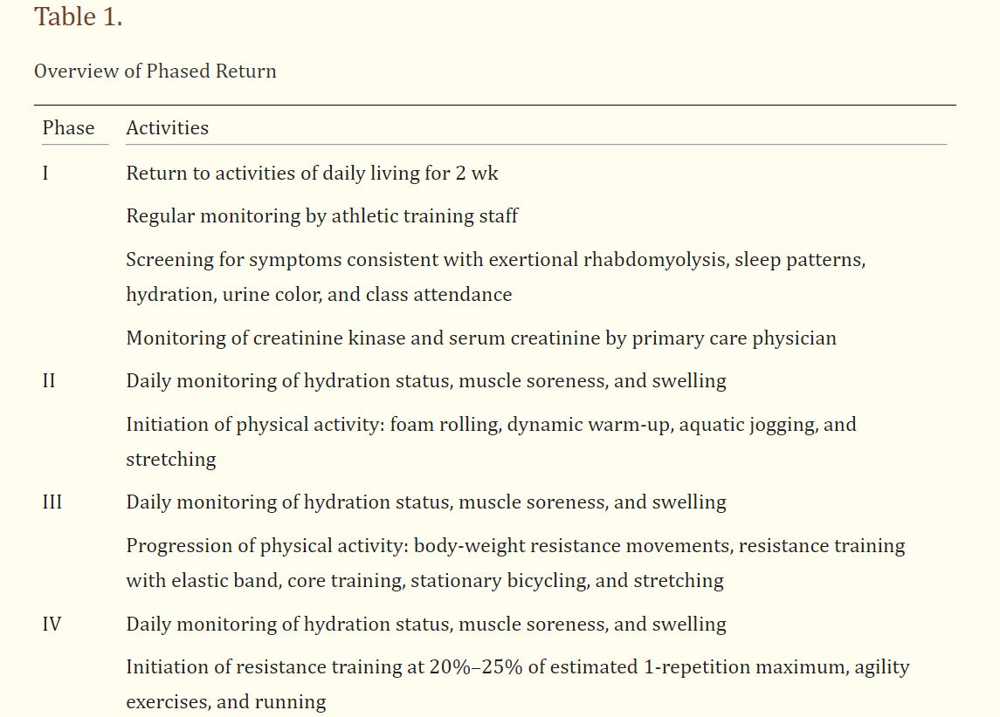 Table 1.
Overview of Phased Return
Phase Activities
I Return to activities of daily living for 2 wk
Regular monitoring by athletic training staff
Screening for symptoms consistent with exertional rhabdomyolysis, sleep patterns,
hydration, urine color, and class attendance
Monitoring of creatinine kinase and serum creatinine by primary care physician
II Daily monitoring of hydration status, muscle soreness, and swelling
Initiation of physical activity: foam rolling, dynamic warm-up, aquatic jogging, and
stretching
III Daily monitoring of hydration status, muscle soreness, and swelling
Progression of physical activity: body-weight resistance movements, resistance training
with elastic band, core training, stationary bicycling, and stretching
IV Daily monitoring of hydration status, muscle soreness, and swelling
Initiation of resistance training at 20%–25% of estimated 1-repetition maximum, agility
exercises, and running